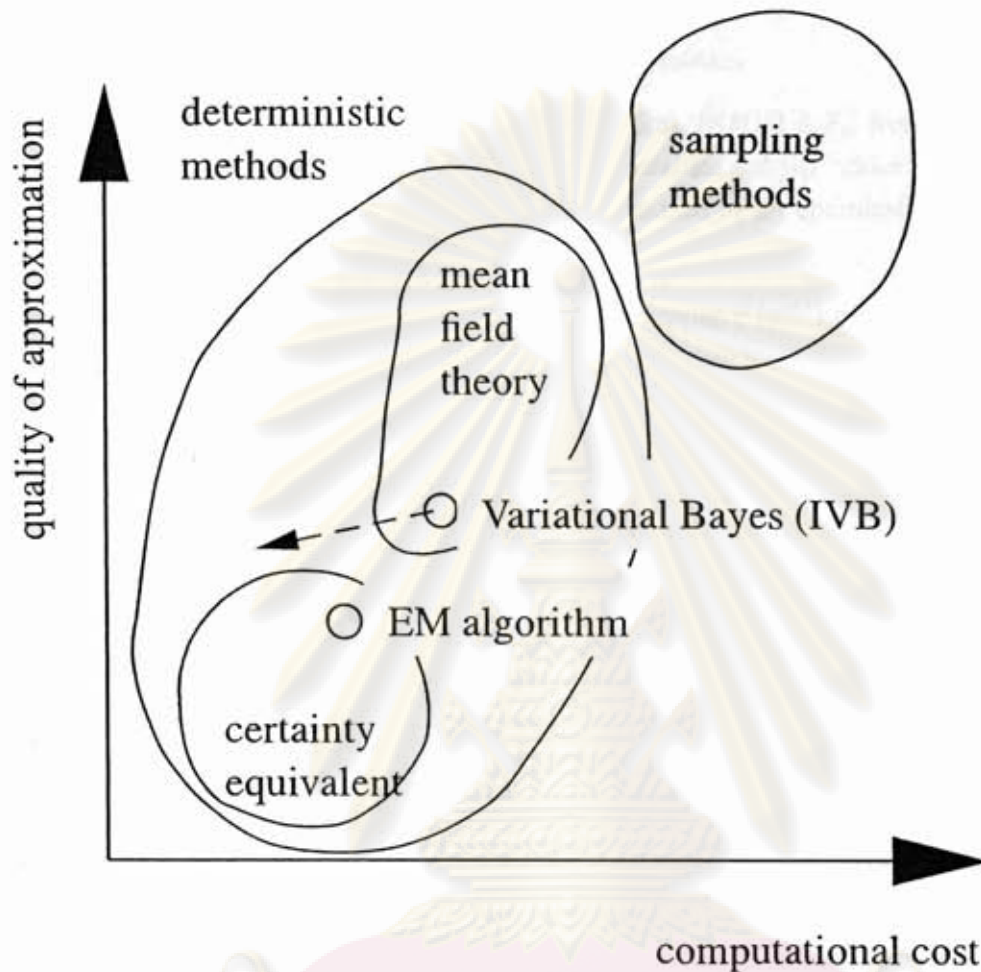 deterministic
methods
sampling
methods
mean
field
theory
Variational Bayes (IVB)
EM algorithm
certainty
equivalent
quality of approximation
computational cost